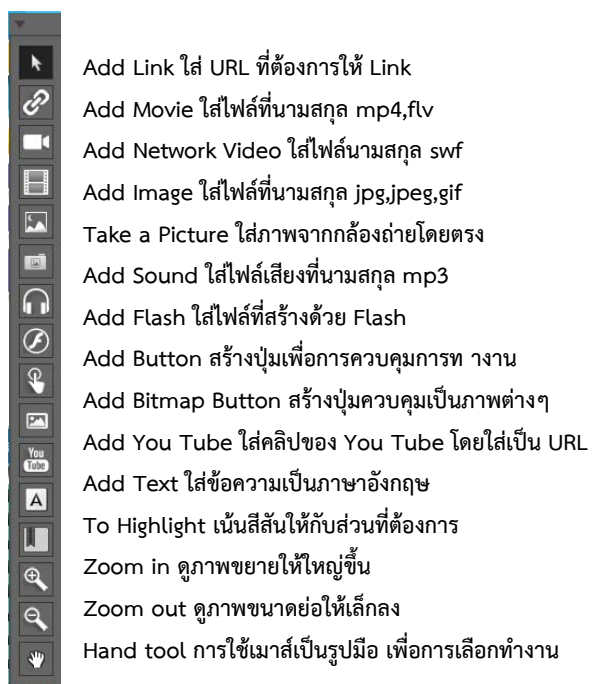 Add Link ใส่ URL ที่ต้องการให้ Link
Add Movie ใส่ไฟล์ที่นามสกุล mp4,flv
Add Network Video ใส่ไฟล์นามสกุล swf
Add Image ใส่ไฟล์ที่นามสกุล jpg,jpeg,gif
Take a Picture ใส่ภาพจากกล้องถ่ายโดยตรง
Add Sound ใส่ไฟล์เสียงที่นามสกุล mp3
Add Flash ใส่ไฟล์ที่สร้างด้วย Flash
Add Button สร้างปุ่มเพื่อการควบคุมการท างาน
Add Bitmap Button สร้างปุ่มควบคุมเป็นภาพต่างๆ
Add You Tube ใส่คลิปของ You Tube โดยใส่เป็น URL
You
Tube
Add Text ใส่ข้อความเป็นภาษาอังกฤษ
A
To Highlight เน้นสีสันให้กับส่วนที่ต้องการ
Zoom in ดูภาพขยายให้ใหญ่ขึ้น
Zoom out ดูภาพขนาดย่อให้เล็กลง
Hand tool การใช้เมาส์เป็นรูปมือ เพื่อการเลือกทำงาน